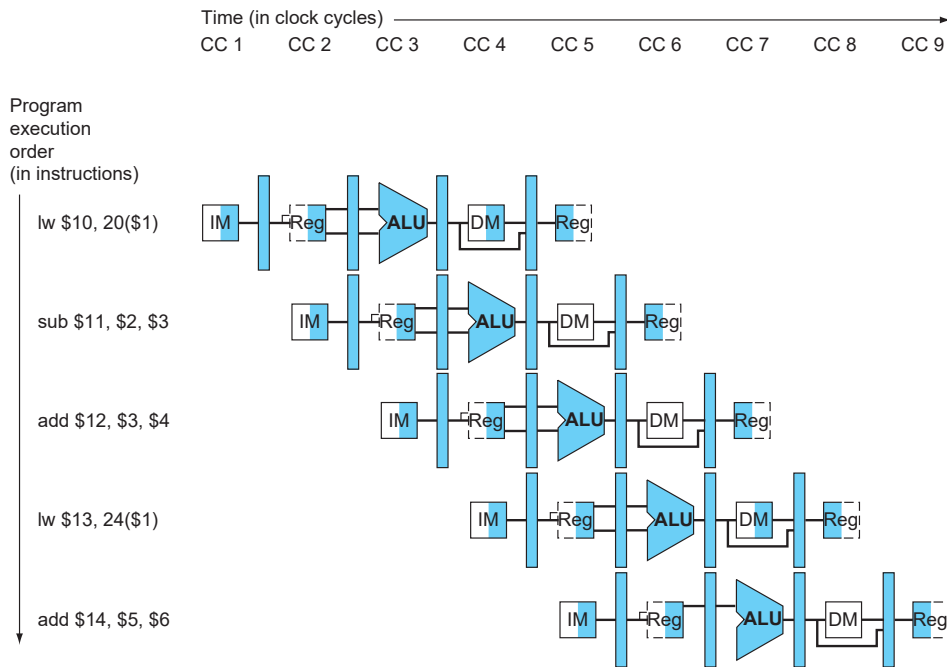 Time (in clock cycles)
CC 1 CC 2 CC 3 CC 4 CC 5 CC 6 CC 7 CC 8 CC 9
Program
execution
order
(in instructions)
lw $10, 20($1) IM Reg ALU DM Reg
sub $11, $2, $3 IM Reg ALU DM Reg
add $12, $3, $4 IM Reg ALU DM Reg
lw $13, 24($1) IM Reg ALU DM Reg
add $14, $5, $6 IM Reg ALU DM Reg